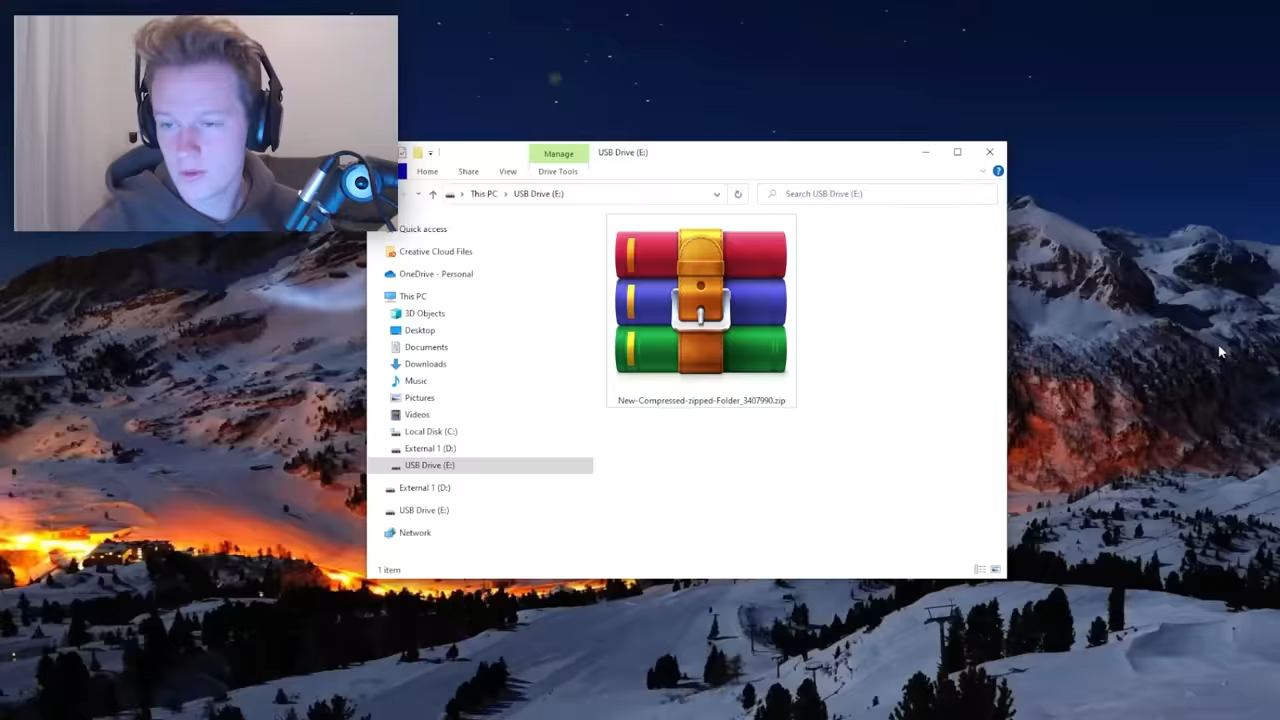 Manage
USB Drive (E:)
Home
Share
View
Drive Tools
This PC
USB Drive (E:)
Search USB Drive (E:)
Quick access
Creative Cloud Files
OneDrive - Personal
This PC
3D Objects
Desktop
Documents
Downloads
Music
Pictures
Videos
Local Disk (C:)
External 1 (D:)
USB Drive (E:)
External 1 (D:)
USB Drive (E:)
Network
New-Compressed-zipped-Folder_3407990.zip
1 item